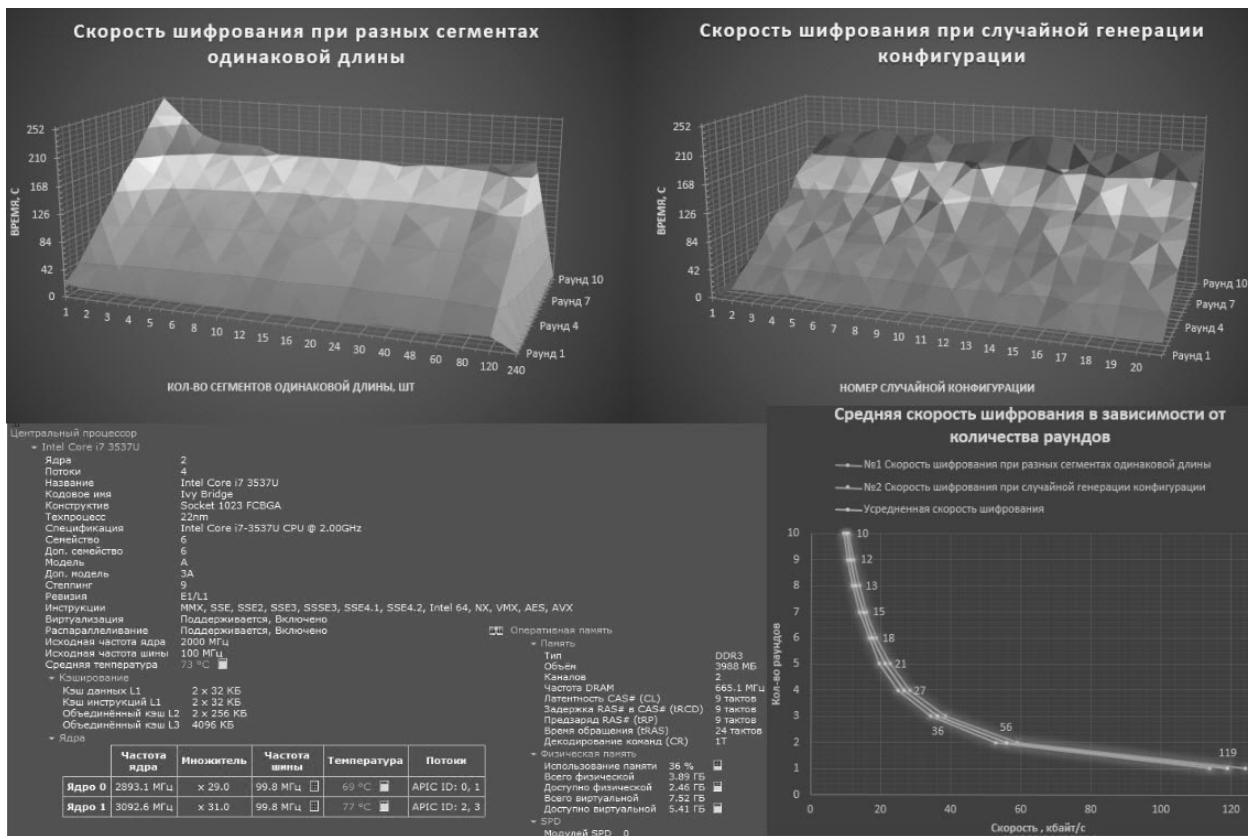 Скорость шифрования при разных сегментах
одинаковой длины
252
210
168
126
84
42
0
ВРЕМЯ, С
1 2 3 4 5 6 8 10 12 15 16 20 24 30 40 48 60 80 120 240
Раунд 10
Раунд 7
Раунд 4
Раунд 1
КОЛ-ВО СЕГМЕНТОВ ОДИНАКОВОЙ ДЛИНЫ, ШТ
Скорость шифрования при случайной генерации
конфигурации
252
210
168
126
84
42
0
ВРЕМЯ, С
1 2 3 4 5 6 7 8 9 10 11 12 13 14 15 16 17 18 19 20
Раунд 10
Раунд 7
Раунд 4
Раунд 1
НОМЕР СЛУЧАЙНОЙ КОНФИГУРАЦИИ
Центральный процессор
Intel Core i7 3537U
Ядра 2
Потоки 4
Название Intel Core i7 3537U
Кодовое имя Ivy Bridge
Конструктив Socket 1023 FCBGA
Техпроцесс 22nm
Спецификация Intel Core i7-3537U CPU @ 2.00GHz
Семейство 6
Доп. семейство 6
Модель A
Доп. модель 3A
Степпинг 9
Ревизия E1/L1
Инструкции MMX, SSE, SSE2, SSE3, SSSE3, SSE4.1, SSE4.2, Intel 64, NX, VMX, AES, AVX
Виртуализация Поддерживается, Включено
Распараллеливание Поддерживается, Включено
Исходная частота ядра 2000 МГц
Исходная частота шины 100 МГц
Средняя температура 73 °C
Кэширование
Кэш данных L1 2 x 32 КБ
Кэш инструкций L1 2 x 32 КБ
Объединённый кэш L2 2 x 256 КБ
Объединённый кэш L3 4096 КБ
Ядра
Частота ядра Множитель Частота шины Температура Потоки
Ядро 0 2893.1 МГц x 29.0 99.8 МГц 69 °C APIC ID: 0, 1
Ядро 1 3092.6 МГц x 31.0 99.8 МГц 77 °C APIC ID: 2, 3
Оперативная память
Память
Тип DDR3
Объём 3988 МБ
Каналов 2
Частота DRAM 665.1 МГц
Латентность CAS# (CL) 9 тактов
Задержка RAS# в CAS# (tRCD) 9 тактов
Предзаряд RAS# (tRP) 9 тактов
Время обращения (tRAS) 24 тактов
Декодирование команд (CR) 1T
Физическая память
Использование памяти 36 %
Всего физической 3.89 ГБ
Доступно физической 2.46 ГБ
Всего виртуальной 7.52 ГБ
Доступно виртуальной 5.41 ГБ
SPD
Модулей SPD 0
Средняя скорость шифрования в зависимости от
количества раундов
№1 Скорость шифрования при разных сегментах одинаковой длины
№2 Скорость шифрования при случайной генерации конфигурации
Усредненная скорость шифрования
10
9
8
7
6
5
4
3
2
1
0
Кол-во раундов
10
12
13
15
18
21
27
36
56
119
0 20 40 60 80 100 120
Скорость , кбайт/с